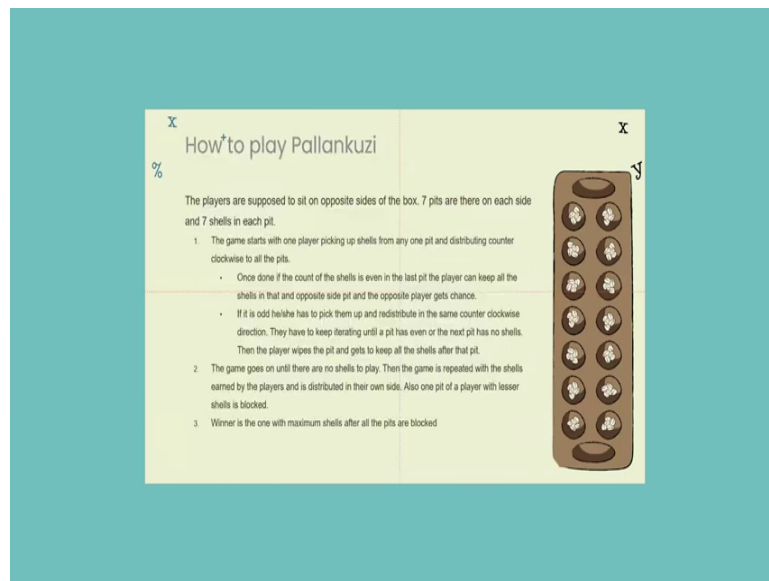 x
x
How to play Pallankuzi
+
%
y
The players are supposed to sit on opposite sides of the box. 7 pits are there on each side
and 7 shells in each pit.
1. The game starts with one player picking up shells from any one pit and distributing counter
clockwise to all the pits.
• Once done if the count of the shells is even in the last pit the player can keep all the
shells in that and opposite side pit and the opposite player gets chance.
• If it is odd he/she has to pick them up and redistribute in the same counter clockwise
direction. They have to keep iterating until a pit has even or the next pit has no shells.
Then the player wipes the pit and gets to keep all the shells after that pit.
2. The game goes on until there are no shells to play. Then the game is repeated with the shells
earned by the players and is distributed in their own side. Also one pit of a player with lesser
shells is blocked.
3. Winner is the one with maximum shells after all the pits are blocked